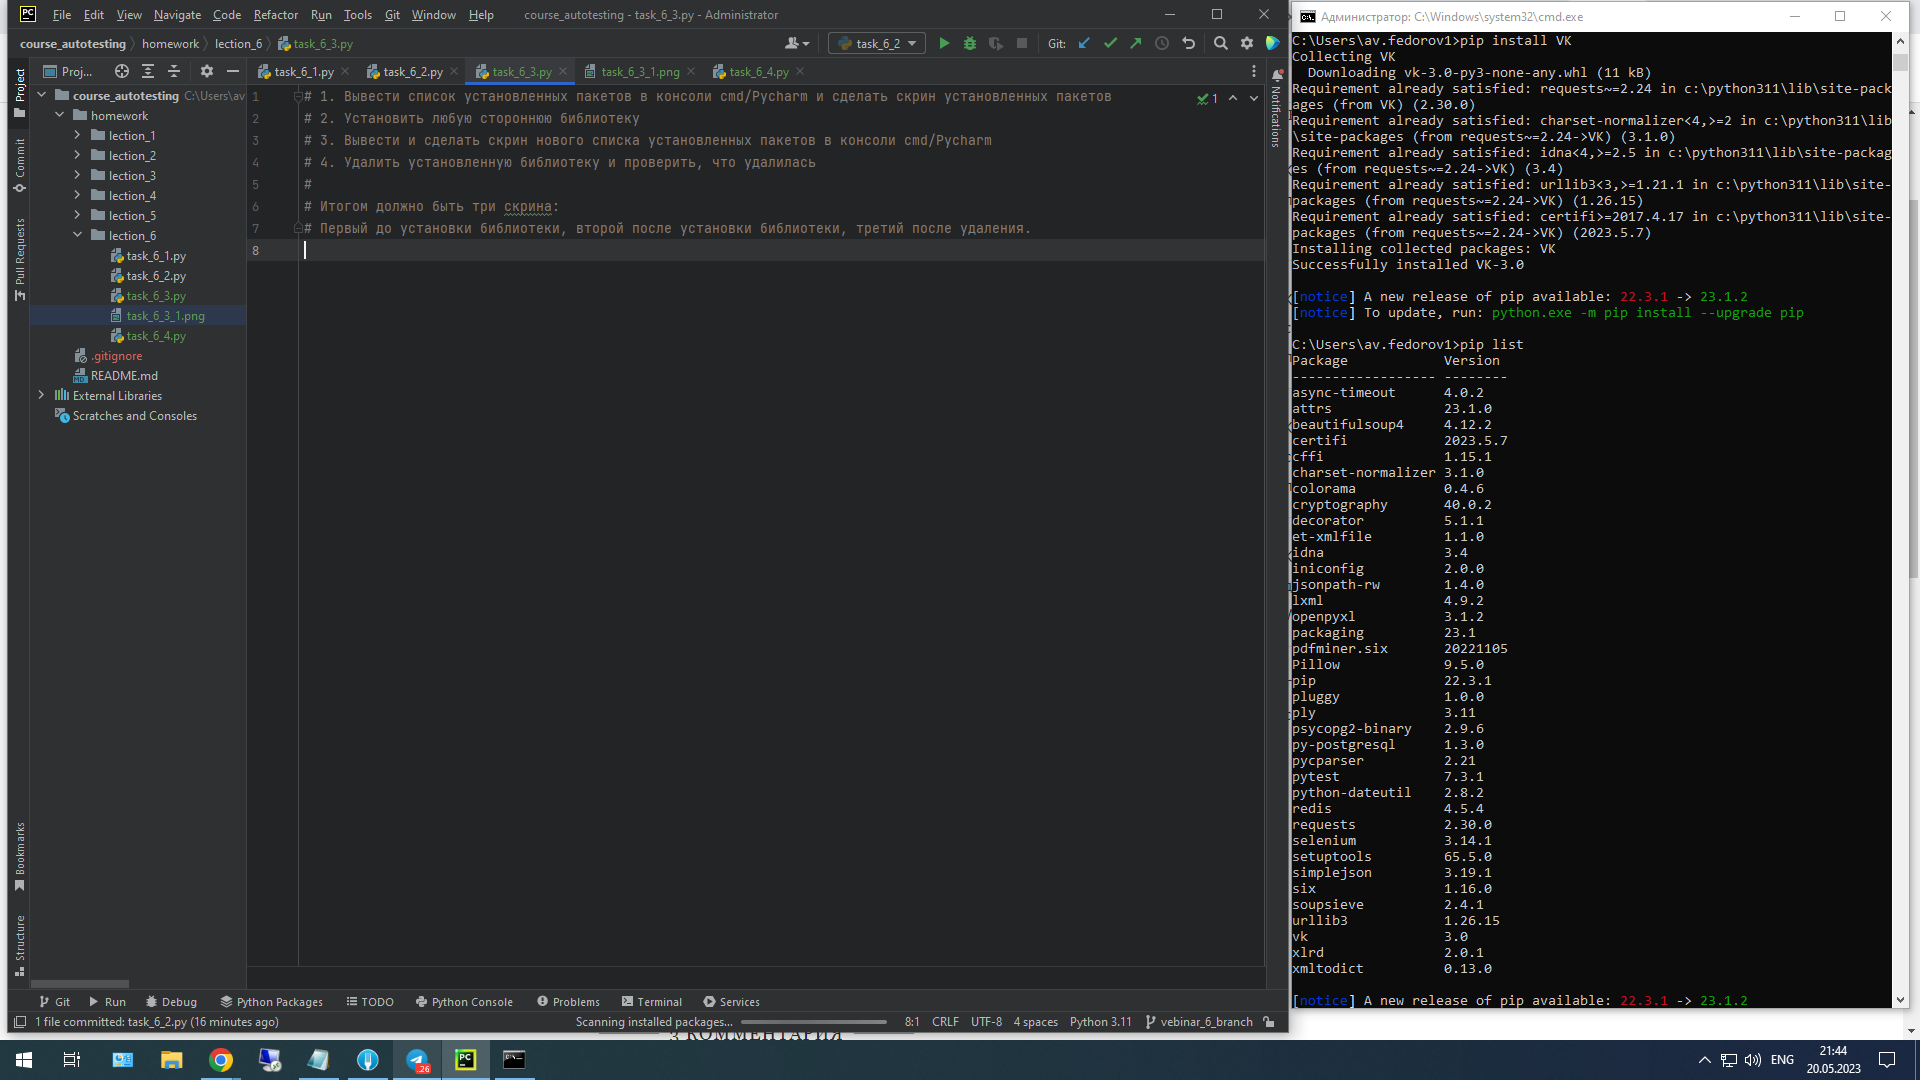 File Edit View Navigate Code Refactor Run Tools Git Window Help course_autotesting - task_6_3.py - Administrator
course_autotesting homework lection_6 task_6_3.py
task_6_2 Git:
Project
Commit
Pull Requests
Bookmarks
Structure
Proj...
course_autotesting C:\Users\av
homework
lection_1
lection_2
lection_3
lection_4
lection_5
lection_6
task_6_1.py
task_6_2.py
task_6_3.py
task_6_3_1.png
task_6_4.py
.gitignore
README.md
External Libraries
Scratches and Consoles
task_6_1.py task_6_2.py task_6_3.py task_6_3_1.png task_6_4.py
1 # 1. Вывести список установленных пакетов в консоли cmd/Pycharm и сделать скрин установленных пакетов
2 # 2. Установить любую стороннюю библиотеку
3 # 3. Вывести и сделать скрин нового списка установленных пакетов в консоли cmd/Pycharm
4 # 4. Удалить установленную библиотеку и проверить, что удалилась
5 #
6 # Итогом должно быть три скрина:
7 # Первый до установки библиотеки, второй после установки библиотеки, третий после удаления.
8
1
Notifications
Git Run Debug Python Packages TODO Python Console Problems Terminal Services
1 file committed: task_6_2.py (16 minutes ago) Scanning installed packages... 8:1 CRLF UTF-8 4 spaces Python 3.11 vebinar_6_branch
Администратор: C:\Windows\system32\cmd.exe
C:\Users\av.fedorov1>pip install VK
Collecting VK
Downloading vk-3.0-py3-none-any.whl (11 kB)
Requirement already satisfied: requests~=2.24 in c:\python311\lib\site-pack
ages (from VK) (2.30.0)
Requirement already satisfied: charset-normalizer<4,>=2 in c:\python311\lib
\site-packages (from requests~=2.24->VK) (3.1.0)
Requirement already satisfied: idna<4,>=2.5 in c:\python311\lib\site-packag
es (from requests~=2.24->VK) (3.4)
Requirement already satisfied: urllib3<3,>=1.21.1 in c:\python311\lib\site-
packages (from requests~=2.24->VK) (1.26.15)
Requirement already satisfied: certifi>=2017.4.17 in c:\python311\lib\site-
packages (from requests~=2.24->VK) (2023.5.7)
Installing collected packages: VK
Successfully installed VK-3.0
[notice] A new release of pip available: 22.3.1 -> 23.1.2
[notice] To update, run: python.exe -m pip install --upgrade pip
C:\Users\av.fedorov1>pip list
Package Version
------------------ --------
async-timeout 4.0.2
attrs 23.1.0
beautifulsoup4 4.12.2
certifi 2023.5.7
cffi 1.15.1
charset-normalizer 3.1.0
colorama 0.4.6
cryptography 40.0.2
decorator 5.1.1
et-xmlfile 1.1.0
idna 3.4
iniconfig 2.0.0
jsonpath-rw 1.4.0
lxml 4.9.2
openpyxl 3.1.2
packaging 23.1
pdfminer.six 20221105
Pillow 9.5.0
pip 22.3.1
pluggy 1.0.0
ply 3.11
psycopg2-binary 2.9.6
py-postgresql 1.3.0
pycparser 2.21
pytest 7.3.1
python-dateutil 2.8.2
redis 4.5.4
requests 2.30.0
selenium 3.14.1
setuptools 65.5.0
simplejson 3.19.1
six 1.16.0
soupsieve 2.4.1
urllib3 1.26.15
vk 3.0
xlrd 2.0.1
xmltodict 0.13.0
[notice] A new release of pip available: 22.3.1 -> 23.1.2
3 КОММЕНТАРИЯ
26
ENG
21:44
20.05.2023